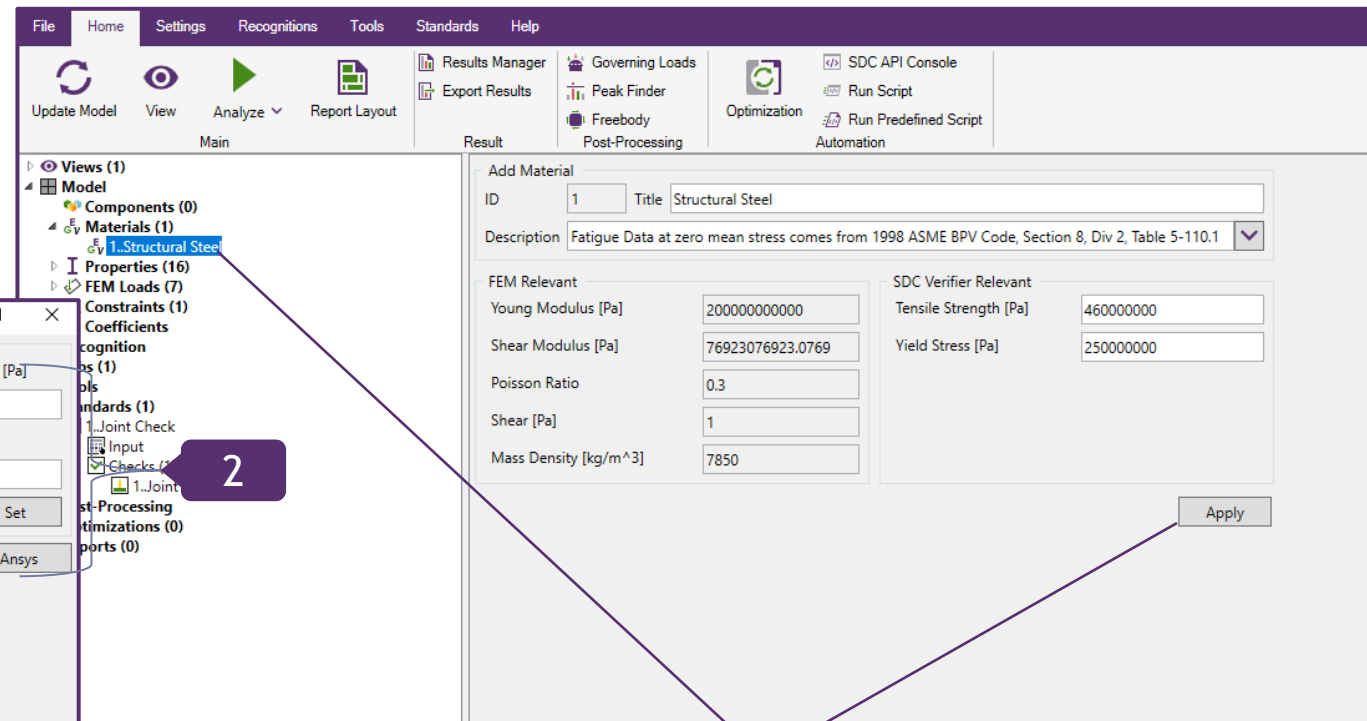 File Home Settings Recognitions Tools Standards Help
Update Model View Analyze Report Layout
Main
Results Manager
Export Results
Result
Governing Loads
Peak Finder
Freebody
Post-Processing
Optimization
SDC API Console
Run Script
Run Predefined Script
Automation
Views (1)
Model
Components (0)
Materials (1)
1..Structural Steel
Properties (16)
FEM Loads (7)
Constraints (1)
Coefficients
cognition
bs (1)
ols
ndards (1)
1..Joint Check
Input
Checks (
1..Joint
st-Processing
timizations (0)
ports (0)
[Pa]
Set
Ansys
2
Add Material
ID 1 Title Structural Steel
Description Fatigue Data at zero mean stress comes from 1998 ASME BPV Code, Section 8, Div 2, Table 5-110.1
FEM Relevant
Young Modulus [Pa] 200000000000
Shear Modulus [Pa] 76923076923.0769
Poisson Ratio 0.3
Shear [Pa] 1
Mass Density [kg/m^3] 7850
SDC Verifier Relevant
Tensile Strength [Pa] 460000000
Yield Stress [Pa] 250000000
Apply